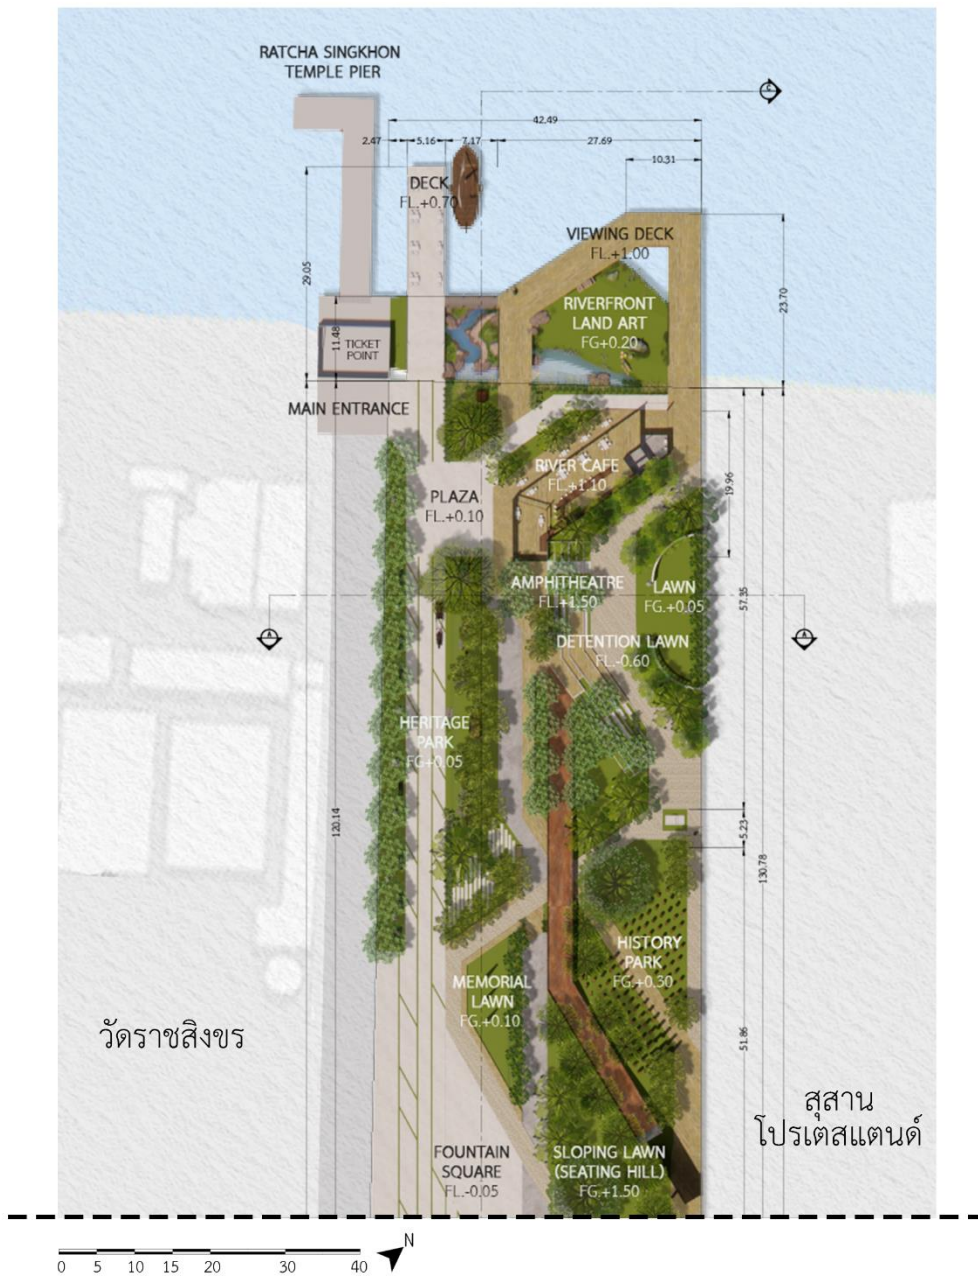 RATCHA SINGKHON
TEMPLE PIER
C
42.49
2.47
5.16
7.17
27.69
10.31
DECK
FL.+0.70
VIEWING DECK
FL.+1.00
29.05
23.70
RIVERFRONT
LAND ART
FG+0.20
11.48
TICKET
POINT
MAIN ENTRANCE
RIVER CAFE
FL.+1.10
19.96
PLAZA
FL.+0.10
AMPHITHEATRE
FL.+1.50
LAWN
FG.+0.05
57.35
A
A
DETENTION LAWN
FL.-0.60
HERITAGE
PARK
FG+0.05
120.14
5.23
130.78
HISTORY
PARK
FG.+0.30
MEMORIAL
LAWN
FG.+0.10
51.86
วัดราชสิงขร
สุสาน
โปรเตสแตนด์
FOUNTAIN
SQUARE
FL.-0.05
SLOPING LAWN
(SEATING HILL)
FG.+1.50
0 5 10 15 20 30 40
N